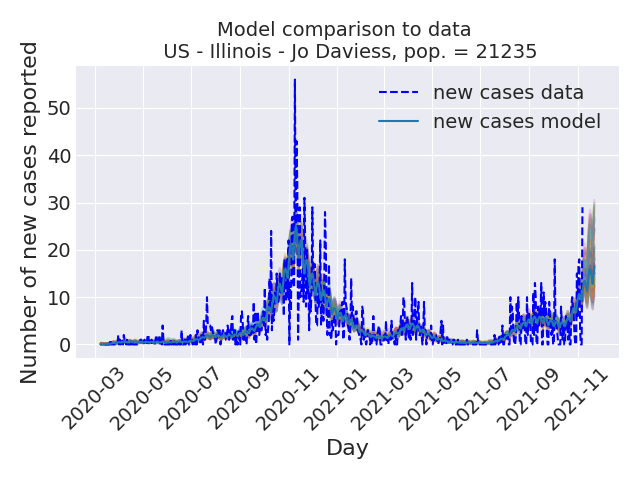 Model comparison to data
US - Illinois - Jo Daviess, pop. = 21235
Number of new cases reported
50
40
30
20
10
0
new cases data
new cases model
2020-03
2020-05
2020-07
2020-09
2020-11
2021-01
2021-03
2021-05
2021-07
2021-09
2021-11
Day